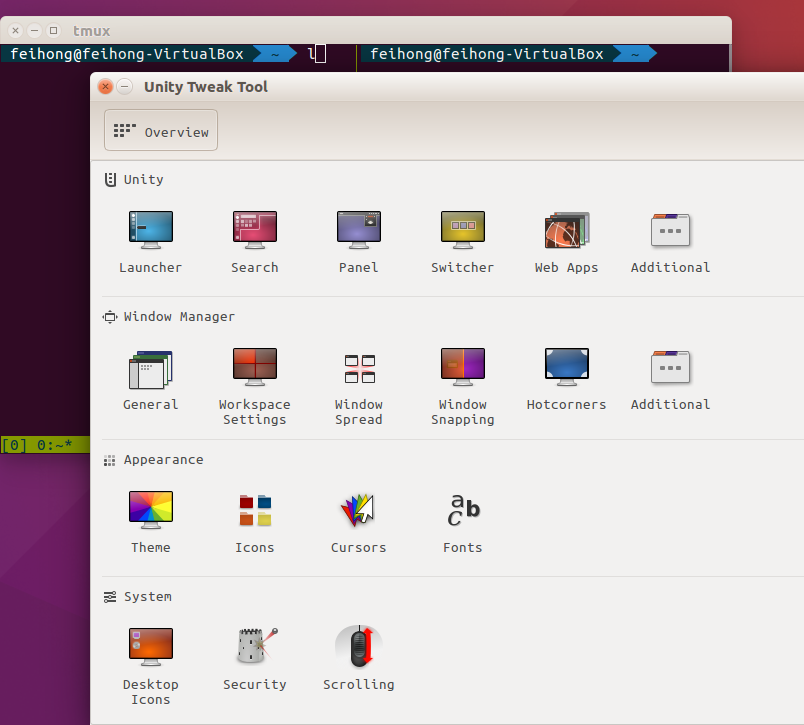 tmux
feihong@feihong-VirtualBox ~ l
feihong@feihong-VirtualBox ~
Unity Tweak Tool
Overview
Unity
Launcher
Search
Panel
Switcher
Web Apps
Additional
Window Manager
General
Workspace
Settings
Window
Spread
Window
Snapping
Hotcorners
Additional
[0] 0:~*
Appearance
Theme
Icons
Cursors
Fonts
System
Desktop
Icons
Security
Scrolling